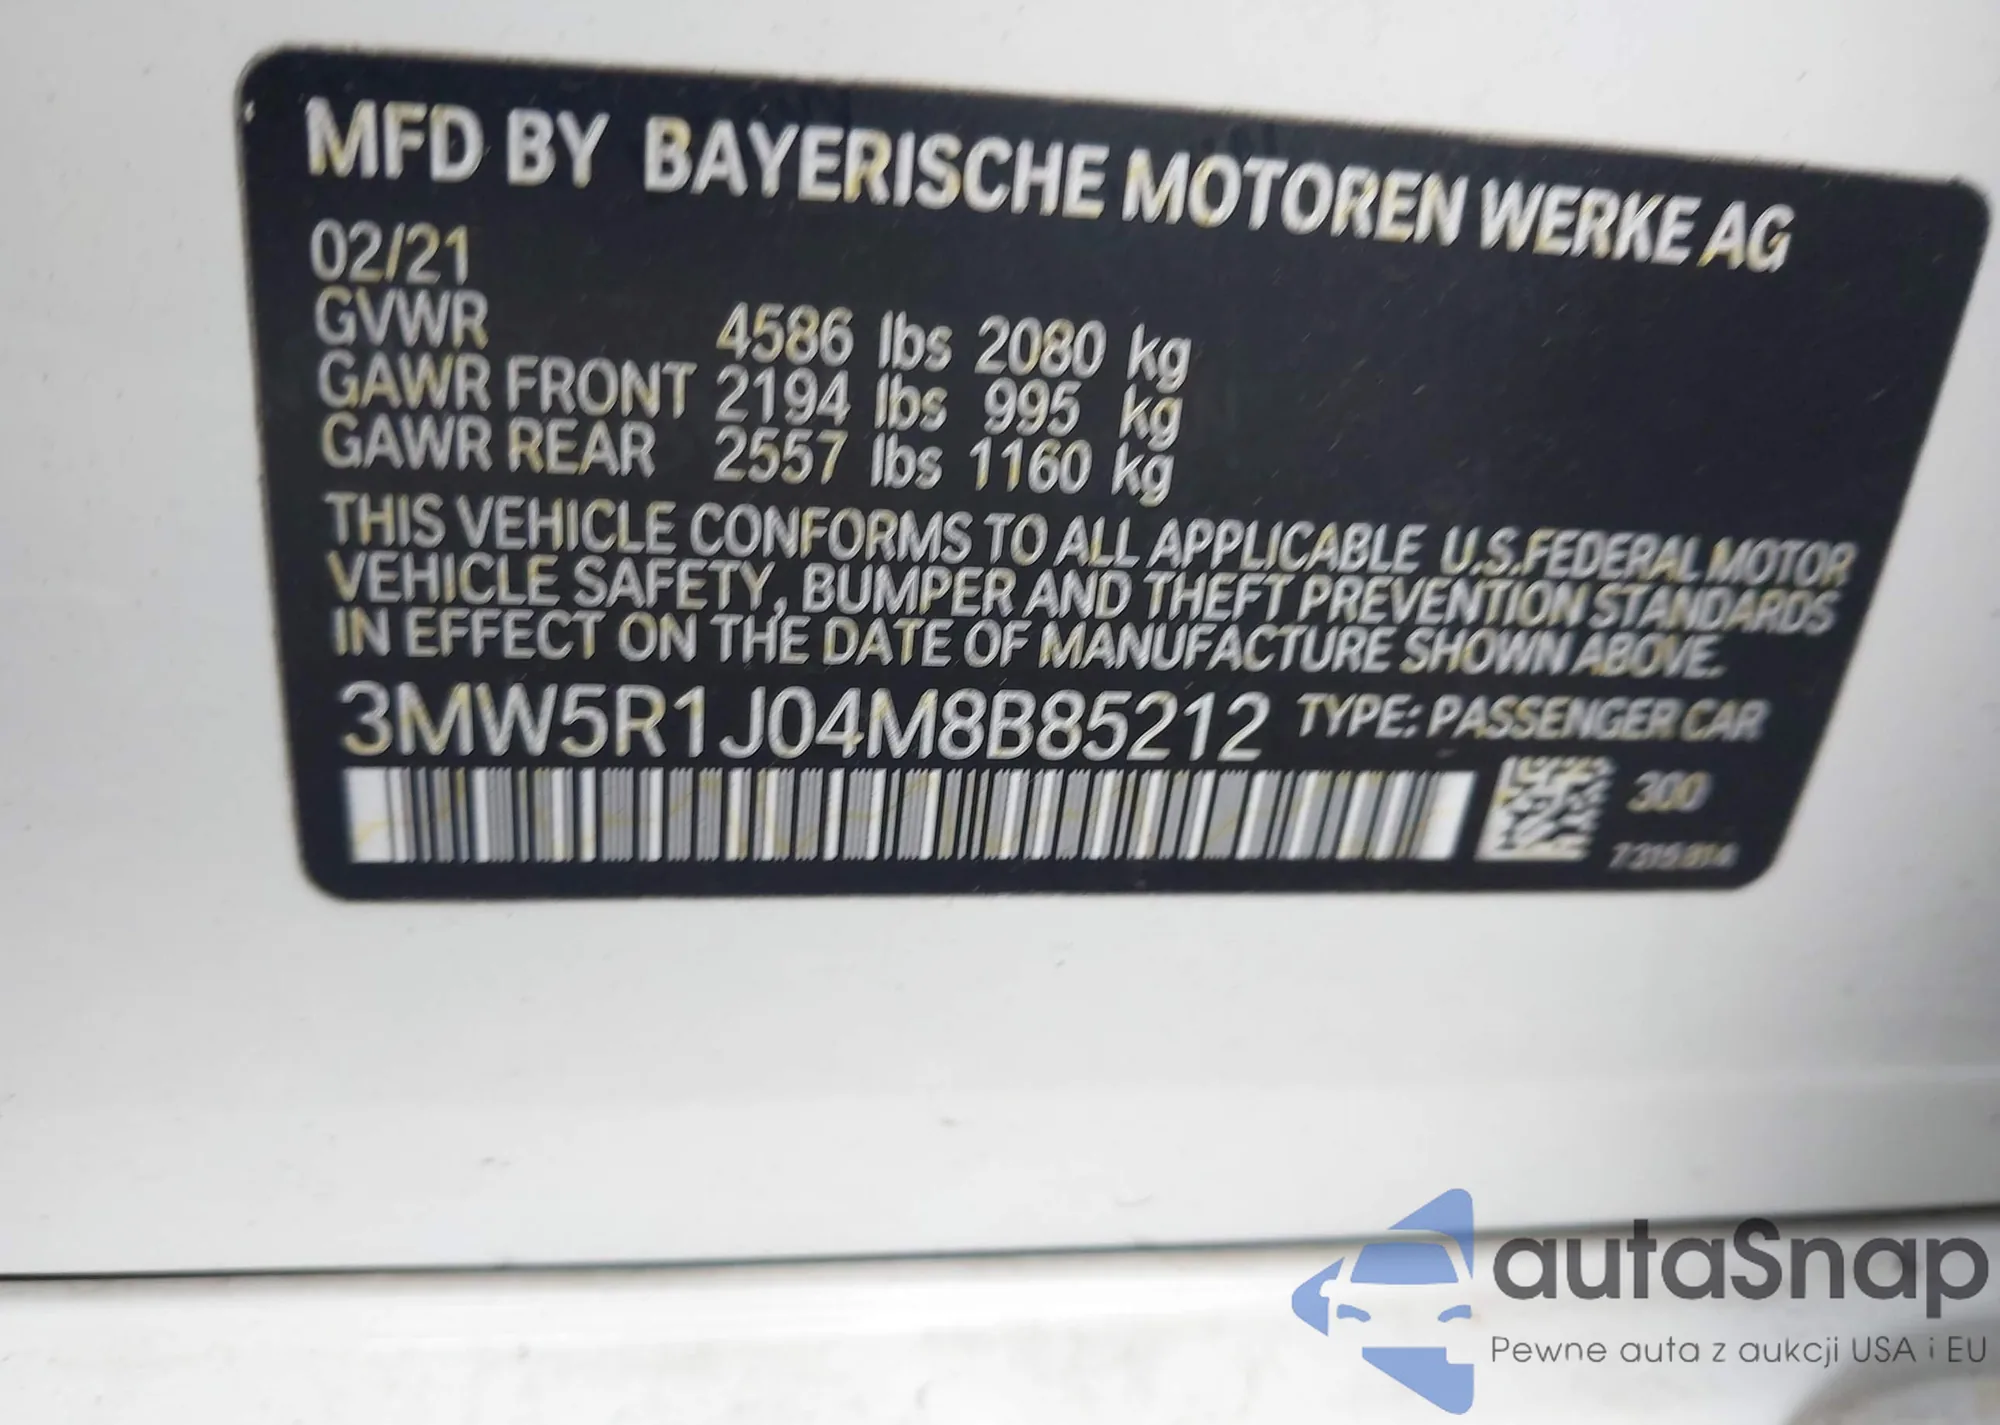 MFD BY BAYERISCHE MOTOREN WERKE AG
02/21
GVWR 4586 lbs 2080 kg
GAWR FRONT 2194 lbs 995 kg
GAWR REAR 2557 lbs 1160 kg
THIS VEHICLE CONFORMS TO ALL APPLICABLE U.S.FEDERAL MOTOR
VEHICLE SAFETY, BUMPER AND THEFT PREVENTION STANDARDS
IN EFFECT ON THE DATE OF MANUFACTURE SHOWN ABOVE.
3MW5R1J04M8B85212 TYPE: PASSENGER CAR
300
autaSnap
Pewne auta z aukcji USA i EU